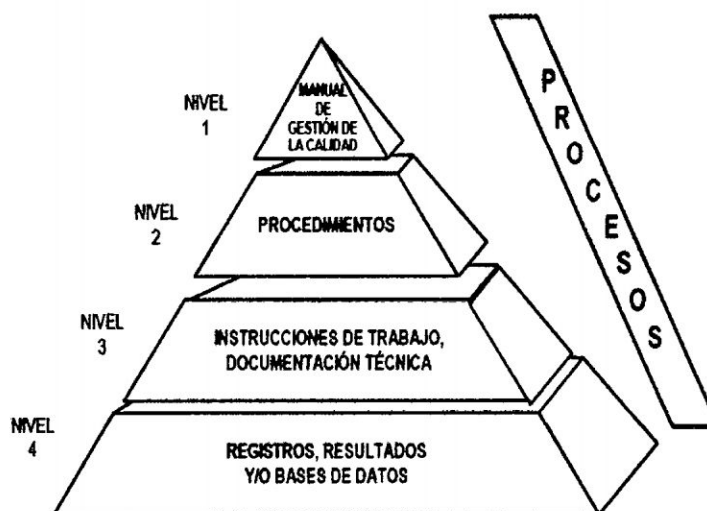 NIVEL
1
MANUAL
DE
GESTIÓN DE
LA CALIDAD
NIVEL
2
PROCEDIMIENTOS
NIVEL
3
INSTRUCCIONES DE TRABAJO,
DOCUMENTACIÓN TÉCNICA
NIVEL
4
REGISTROS, RESULTADOS
Y/O BASES DE DATOS
PROCESOS